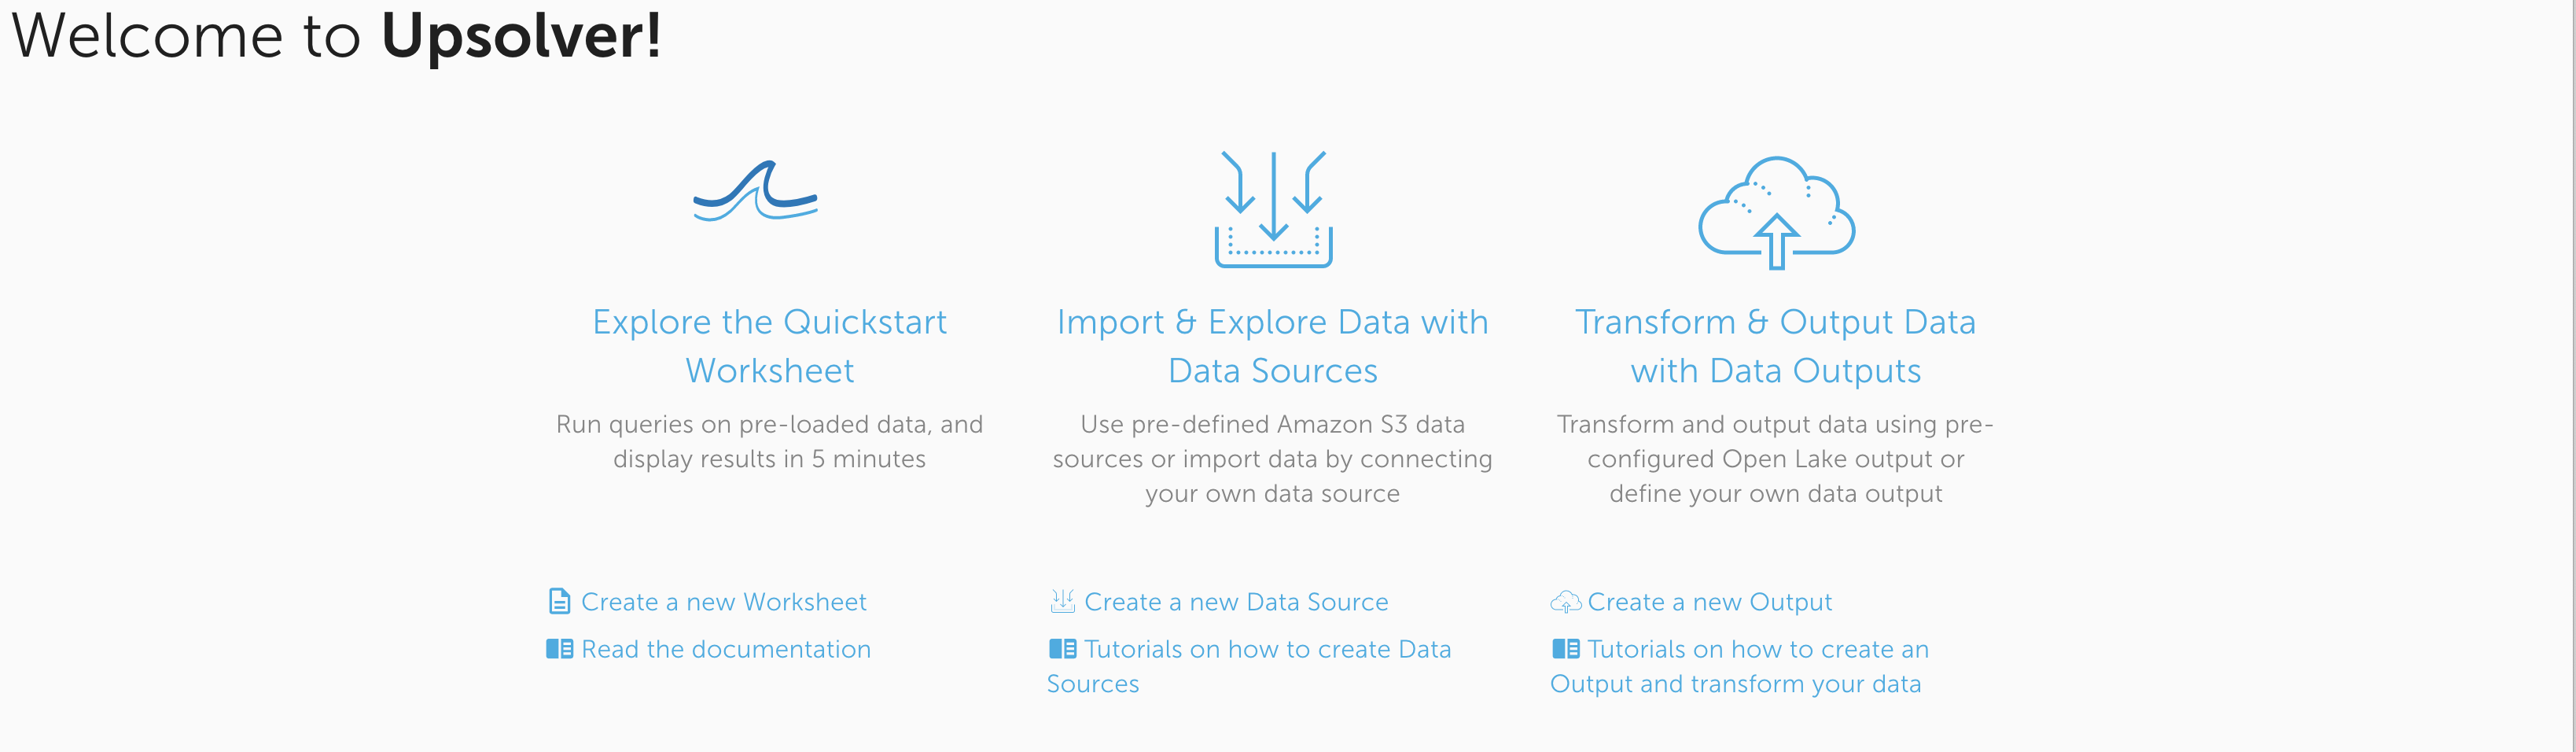 Welcome to Upsolver!
Explore the Quickstart
Worksheet
Run queries on pre-loaded data, and
display results in 5 minutes
Create a new Worksheet
Read the documentation
Import & Explore Data with
Data Sources
Use pre-defined Amazon S3 data
sources or import data by connecting
your own data source
Create a new Data Source
Tutorials on how to create Data
Sources
Transform & Output Data
with Data Outputs
Transform and output data using pre-
configured Open Lake output or
define your own data output
Create a new Output
Tutorials on how to create an
Output and transform your data